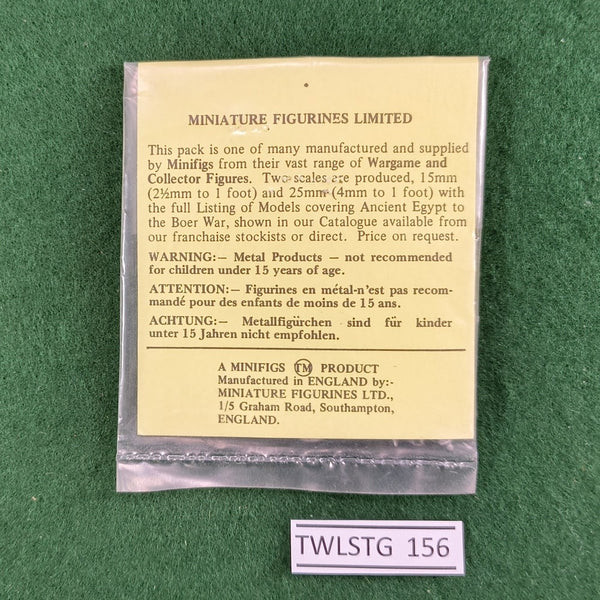 MINIATURE FIGURINES LIMITED
This pack is one of many manufactured and supplied
by Minifigs from their vast range of Wargame and
Collector Figures. Two scales are produced, 15mm
(2½mm to 1 foot) and 25mm (4mm to 1 foot) with
the full Listing of Models covering Ancient Egypt to
the Boer War, shown in our Catalogue available from
our franchaise stockists or direct. Price on request.
WARNING:— Metal Products — not recommended
for children under 15 years of age.
ATTENTION:— Figurines en métal-n'est pas recom-
mandé pour des enfants de moins de 15 ans.
ACHTUNG:— Metallfigürchen sind für kinder
unter 15 Jahren nicht empfohlen.
A MINIFIGS TM PRODUCT
Manufactured in ENGLAND by:-
MINIATURE FIGURINES LTD.,
1/5 Graham Road, Southampton,
ENGLAND.
TWLSTG 156